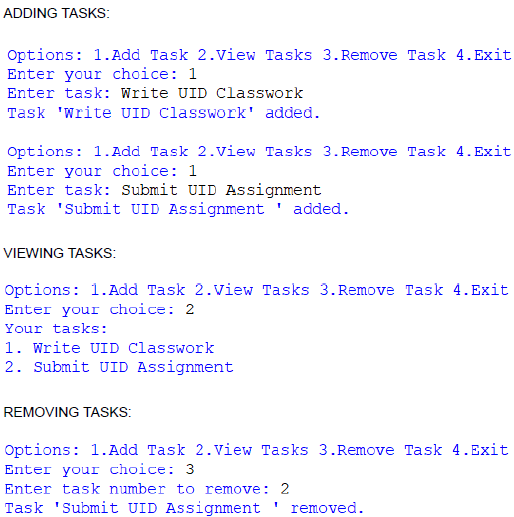 ADDING TASKS:
Options: 1.Add Task 2.View Tasks 3.Remove Task 4.Exit
Enter your choice: 1
Enter task: Write UID Classwork
Task 'Write UID Classwork' added.
Options: 1.Add Task 2.View Tasks 3.Remove Task 4.Exit
Enter your choice: 1
Enter task: Submit UID Assignment
Task 'Submit UID Assignment ' added.
VIEWING TASKS:
Options: 1.Add Task 2.View Tasks 3.Remove Task 4.Exit
Enter your choice: 2
Your tasks:
1. Write UID Classwork
2. Submit UID Assignment
REMOVING TASKS:
Options: 1.Add Task 2.View Tasks 3.Remove Task 4.Exit
Enter your choice: 3
Enter task number to remove: 2
Task 'Submit UID Assignment ' removed.